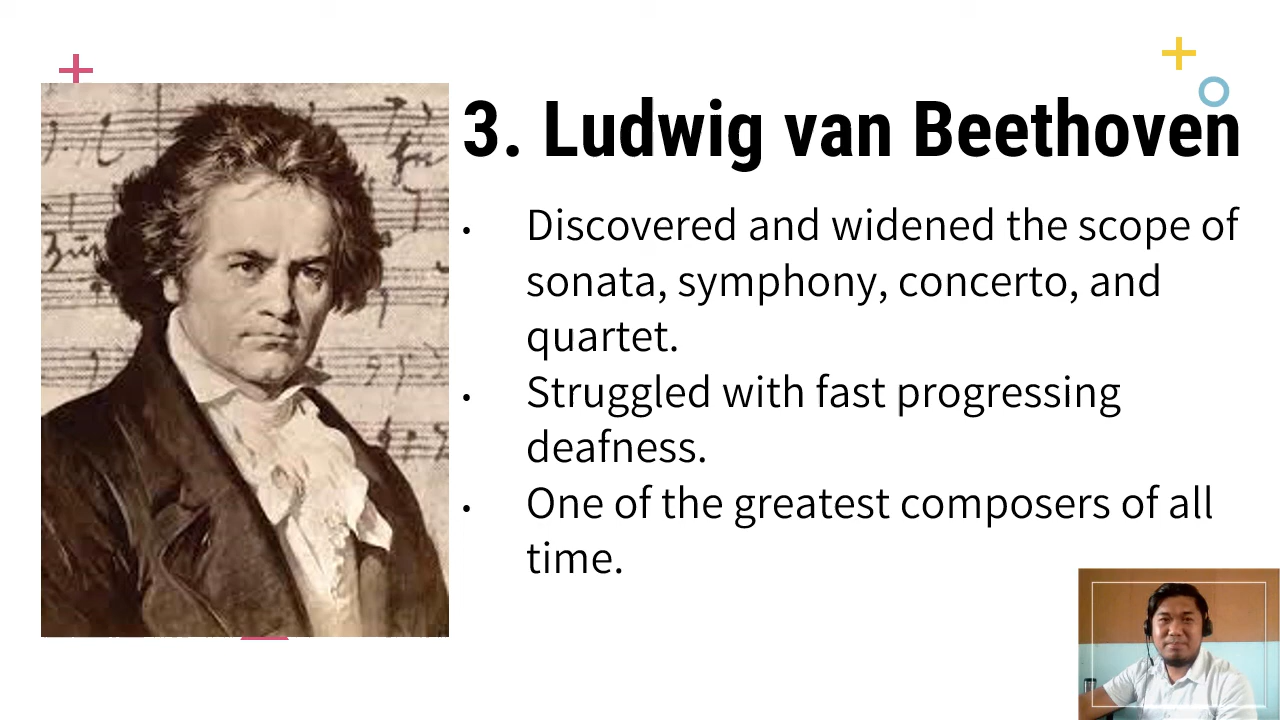 3. Ludwig van Beethoven
• Discovered and widened the scope of
sonata, symphony, concerto, and
quartet.
• Struggled with fast progressing
deafness.
• One of the greatest composers of all
time.